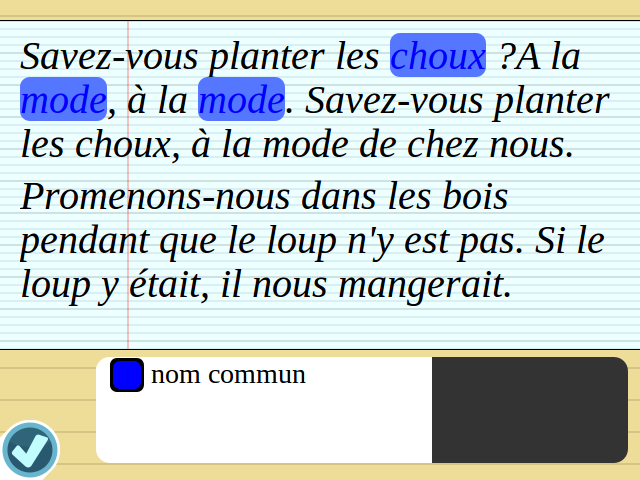 Savez-vous planter les choux ?A la
mode, à la mode. Savez-vous planter
les choux, à la mode de chez nous.
Promenons-nous dans les bois
pendant que le loup n'y est pas. Si le
loup y était, il nous mangerait.
nom commun